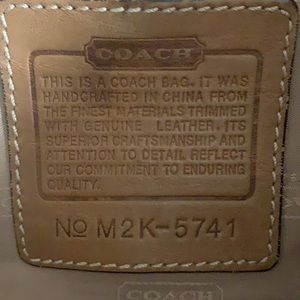 COACH
THIS IS A COACH BAG. IT WAS
HANDCRAFTED IN CHINA FROM
THE FINEST MATERIALS TRIMMED
WITH GENUINE LEATHER. ITS
SUPERIOR CRAFTSMANSHIP AND
ATTENTION TO DETAIL REFLECT
OUR COMMITMENT TO ENDURING
QUALITY.
Nº M2K-5741
COACH